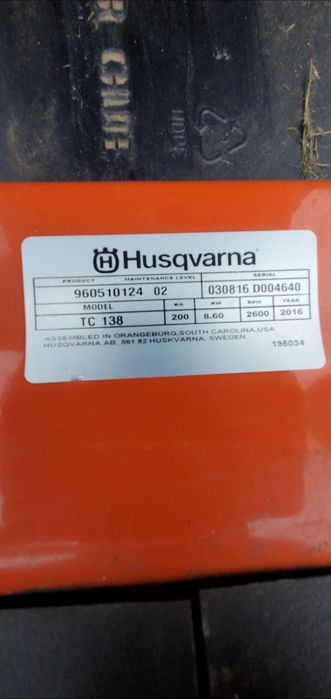 HDPE
Husqvarna
PRODUCT MAINTENANCE LEVEL SERIAL
960510124 02 030816 D004640
MODEL KG KW RPM YEAR
TC 138 200 8.60 2600 2016
ASSEMBLED IN ORANGEBURG,SOUTH CAROLINA,USA
HUSQVARNA AB. 561 82 HUSKVARNA, SWEDEN
195034